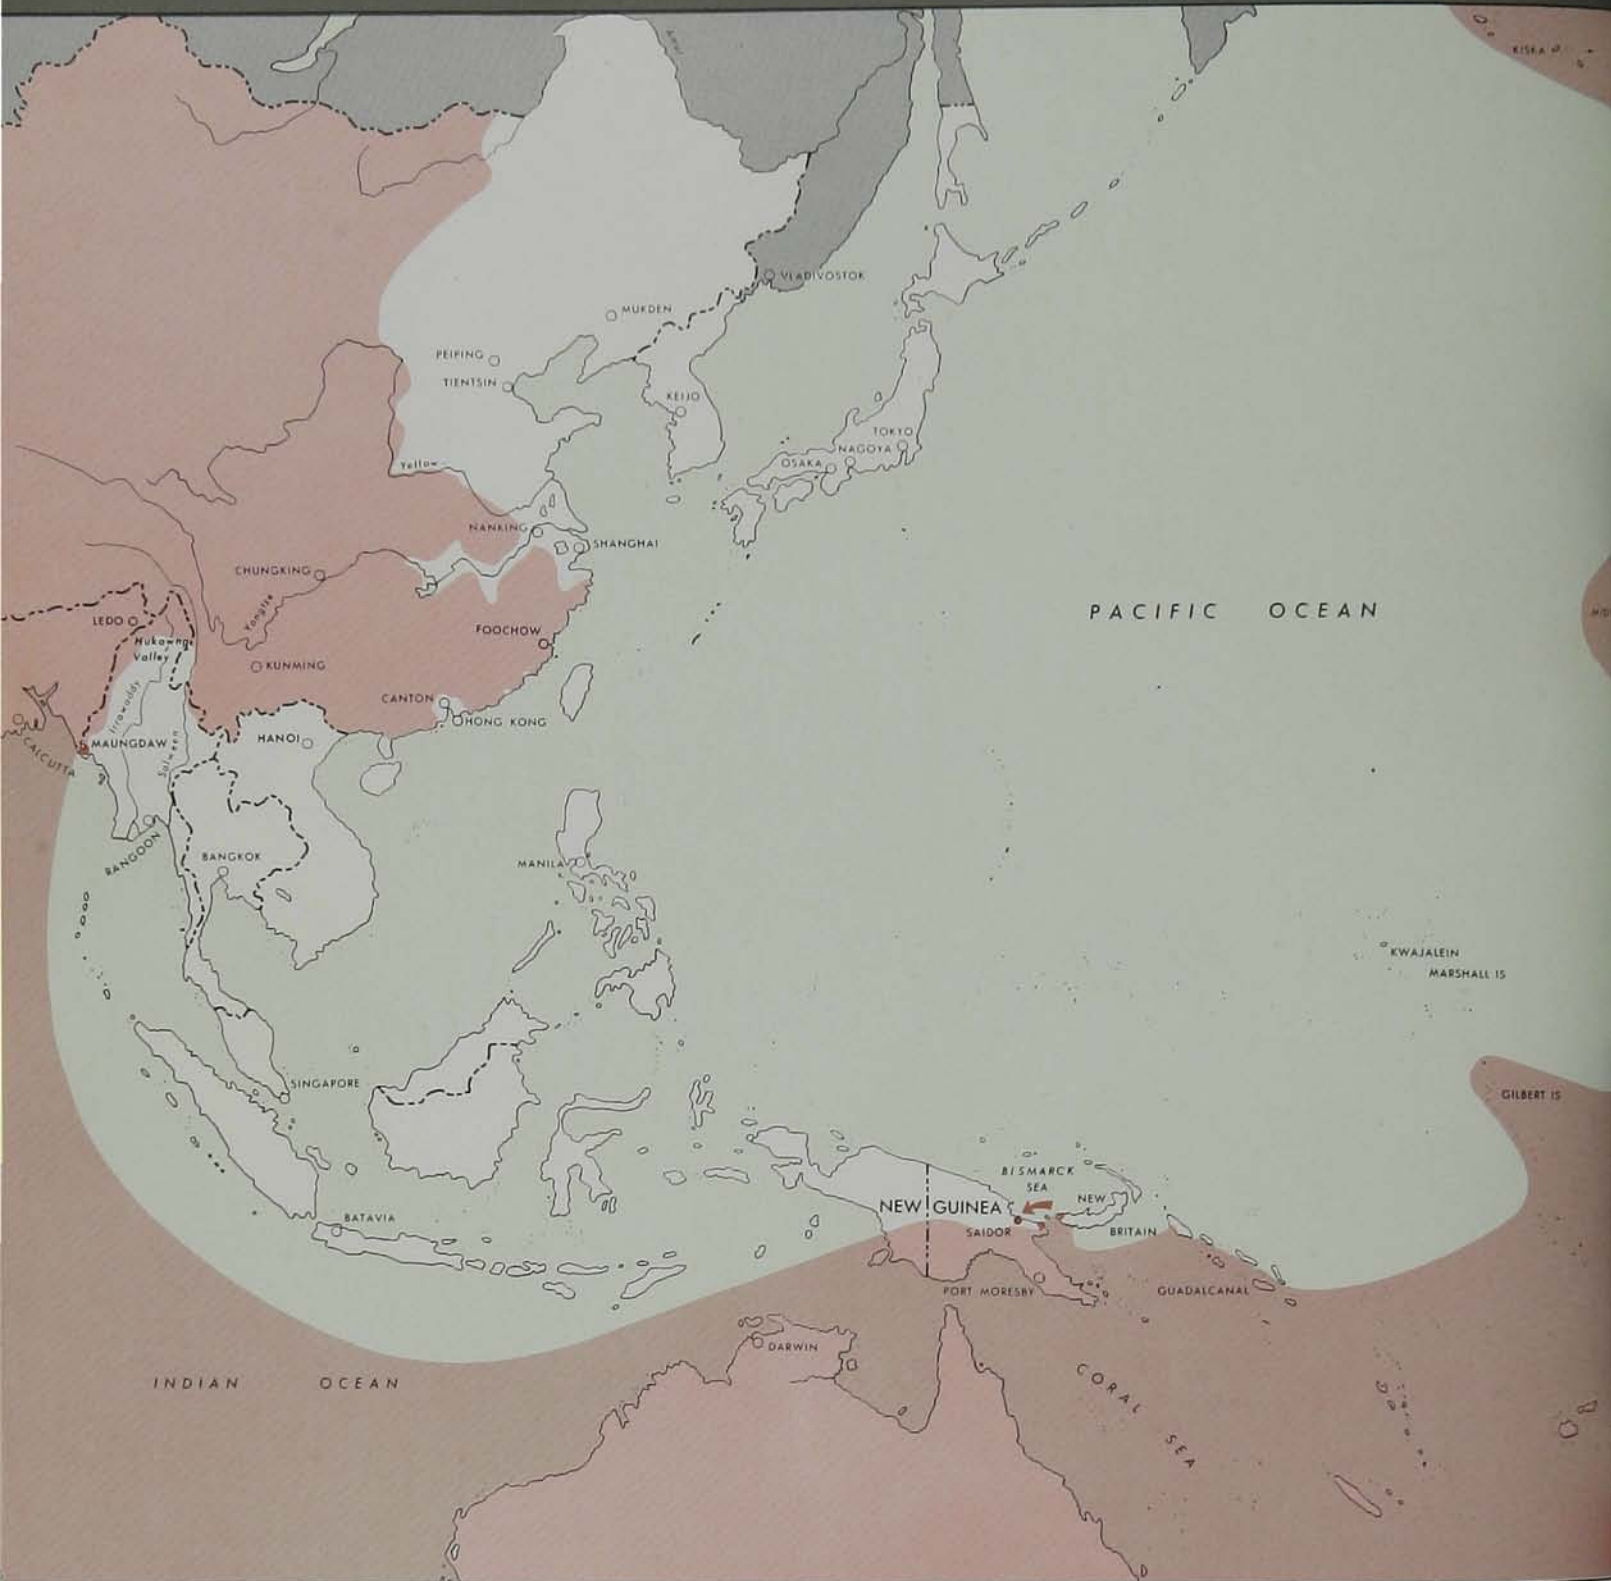 AMUR
KISKA
VLADIVOSTOK
MUKDEN
PEIPING
TIENTSIN
KEIJO
TOKYO
NAGOYA
OSAKA
Yellow
NANKING
SHANGHAI
CHUNGKING
PACIFIC OCEAN
Yangtze
LEDO
FOOCHOW
Hukawng
Valley
KUNMING
Irrawaddy
CANTON
HONG KONG
HANOI
MAUNGDAW
CALCUTTA
Salween
RANGOON
BANGKOK
MANILA
KWAJALEIN
MARSHALL IS
SINGAPORE
GILBERT IS
BISMARCK
SEA
NEW GUINEA
NEW
BRITAIN
BATAVIA
SAIDOR
PORT MORESBY
GUADALCANAL
DARWIN
INDIAN OCEAN
CORAL SEA